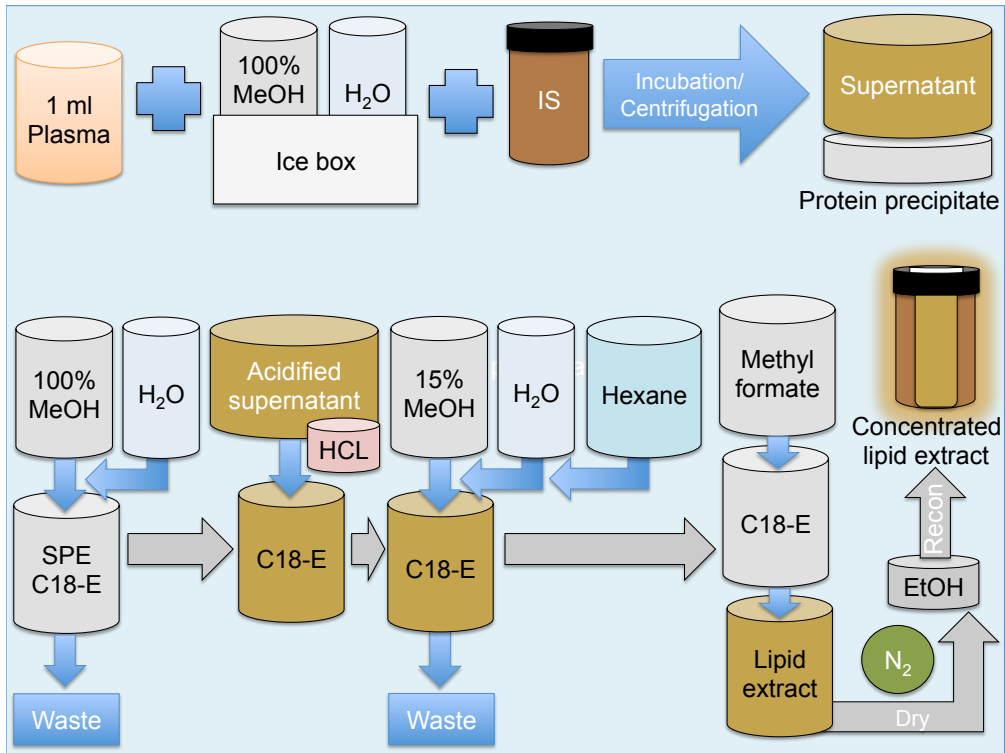 1 ml
Plasma
100%
MeOH
H₂O
Ice box
IS
Incubation/
Centrifugation
Supernatant
Protein precipitate
100%
MeOH
H₂O
Acidified
supernatant
HCL
15%
MeOH
H₂O
Hexane
Methyl
formate
Concentrated
lipid extract
SPE
C18-E
C18-E
C18-E
C18-E
Recon
EtOH
Lipid
extract
N₂
Dry
Waste
Waste